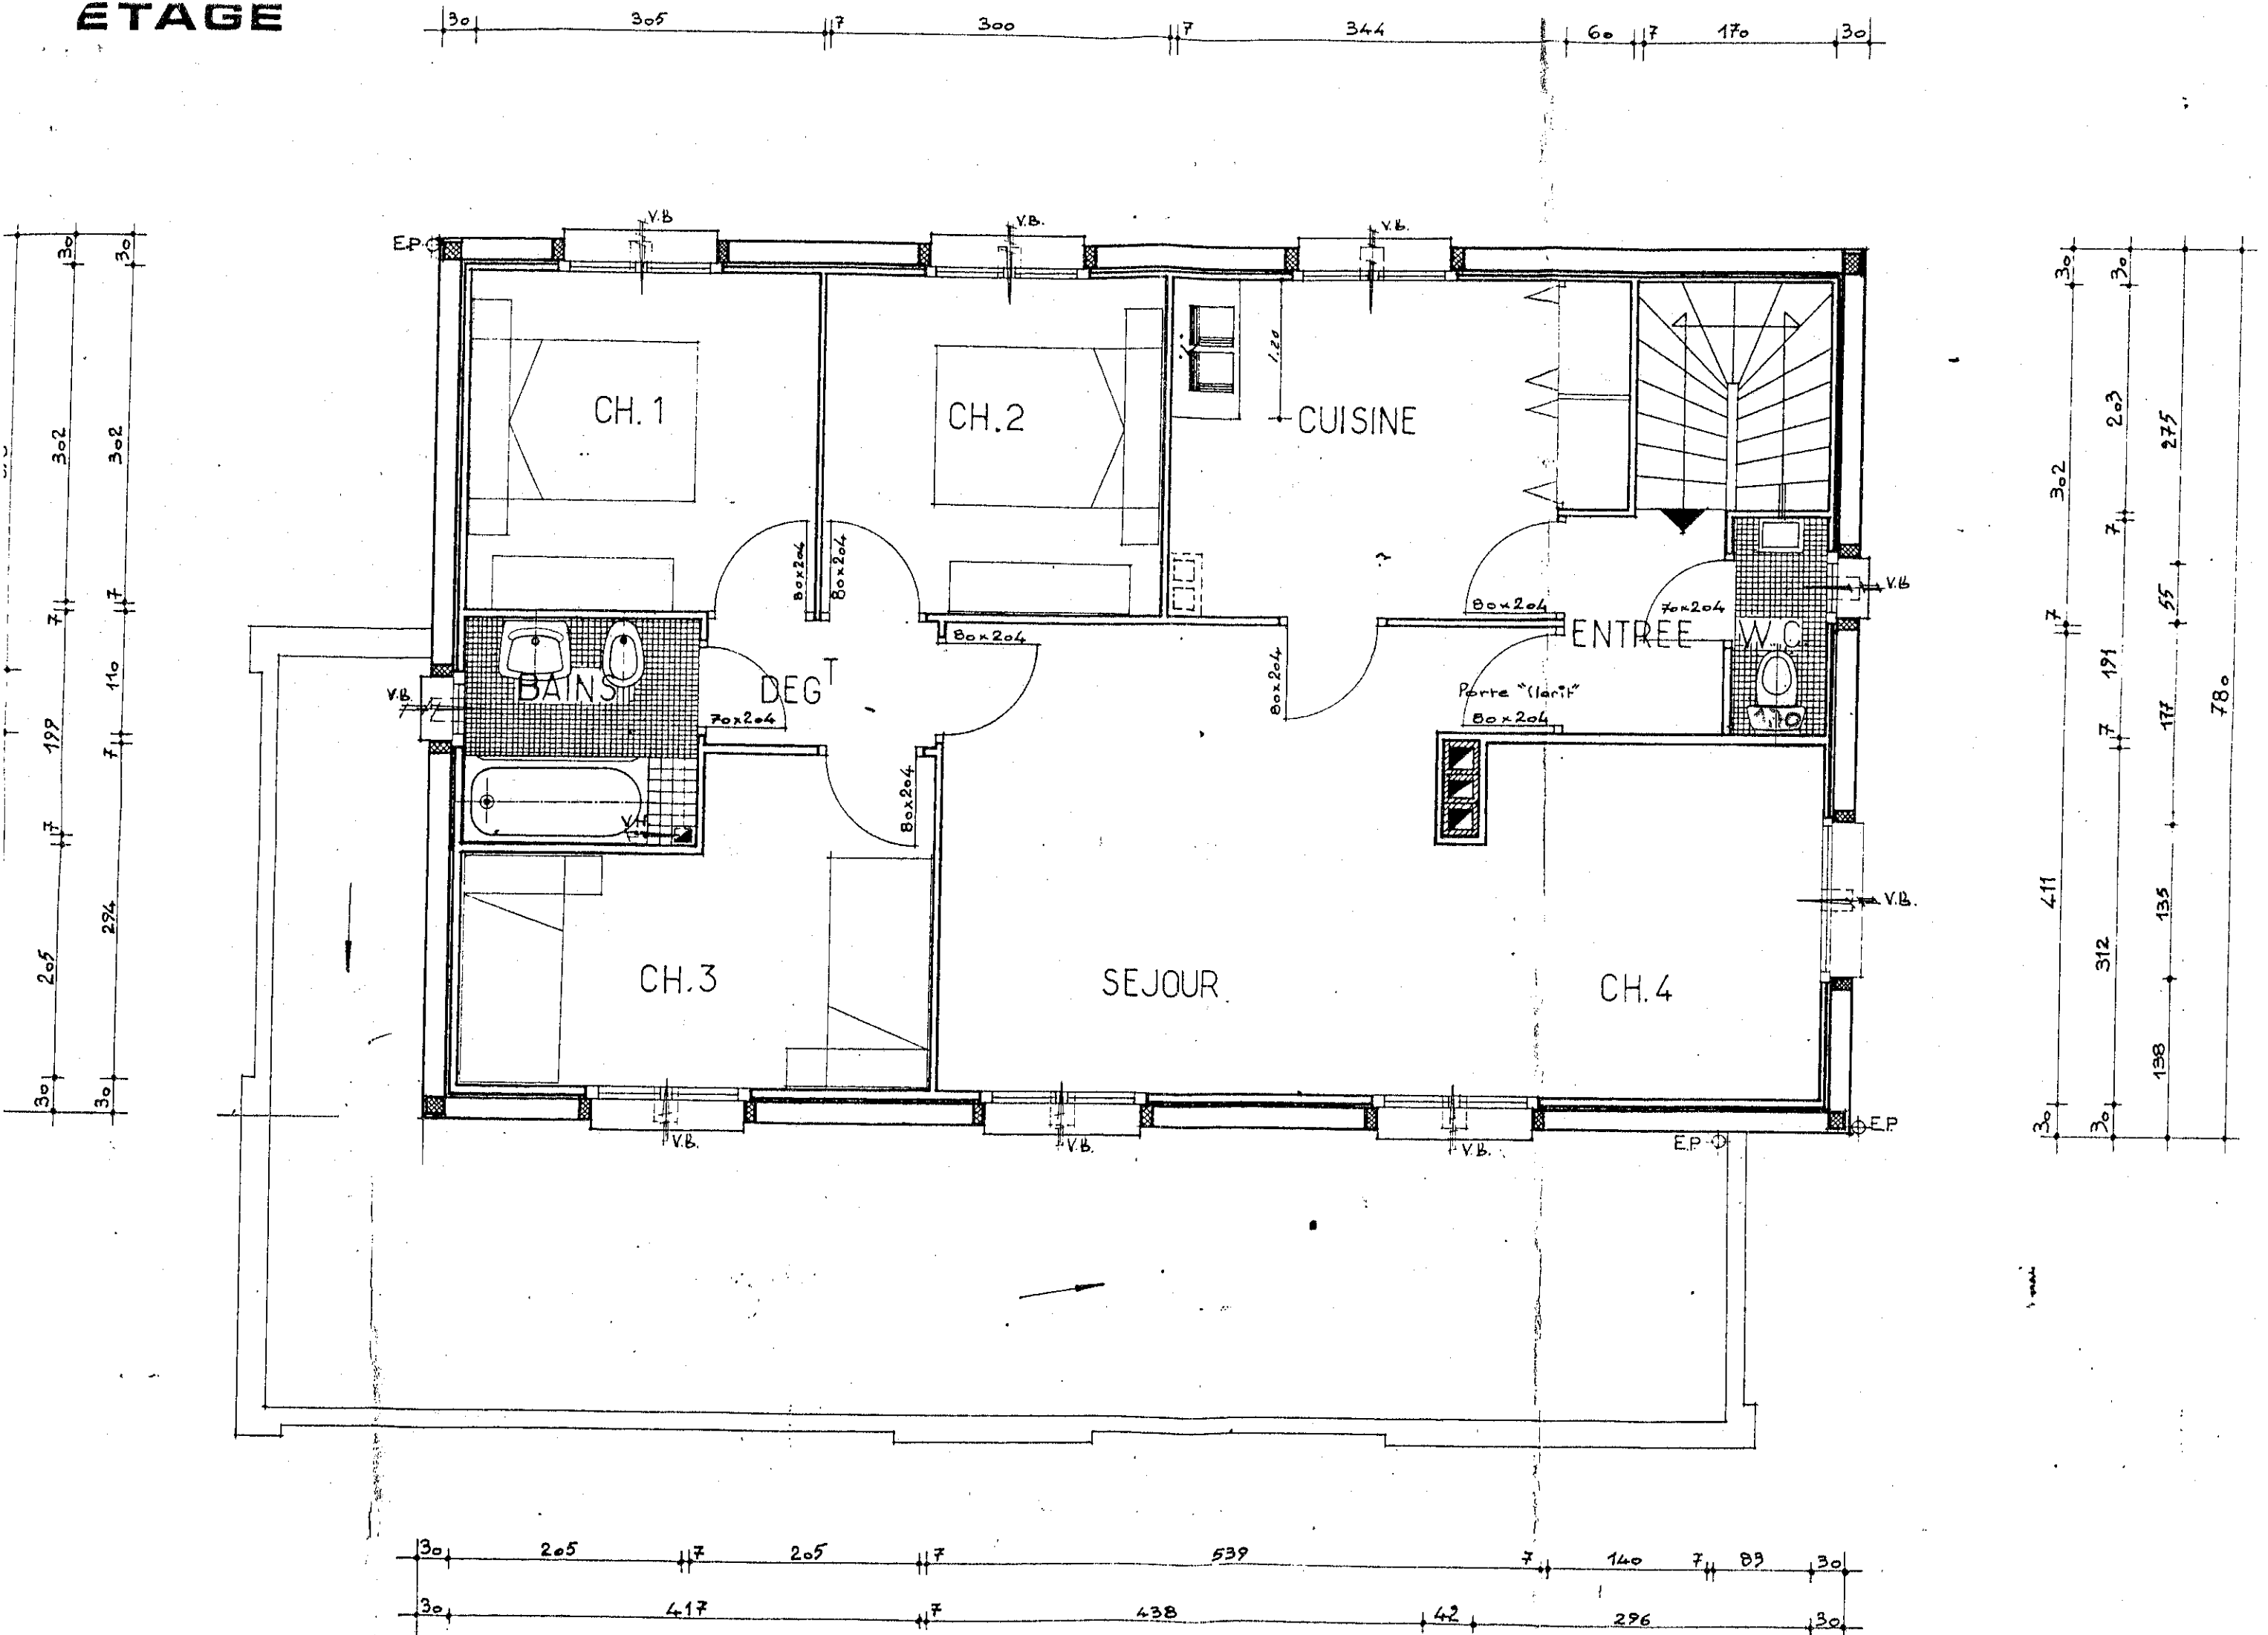 ETAGE
30 305 7 300 7 344 60 7 170 30
E.P.
V.B
V.B.
V.B.
30 30
302 302
7 7
199 110
7 7
205 294
30 30
30 30
302 203 275
7 7 55
411 191 177
7 135
312 138
30 30
780
CH. 1
CH.2
1.20
CUISINE
80x204
80x204
80x204
80x204
80x204
70x204
V.B
ENTREE
W.C.
V.B.
BAINS
DEGT
70x204
Porte "Clarit"
80x204
80x204
V.H
V.B.
CH.3
SEJOUR
CH.4
V.B.
V.B.
V.B.
E.P
E.P
30 205 7 205 7 539 7 140 7 83 30
30 417 7 438 42 296 30